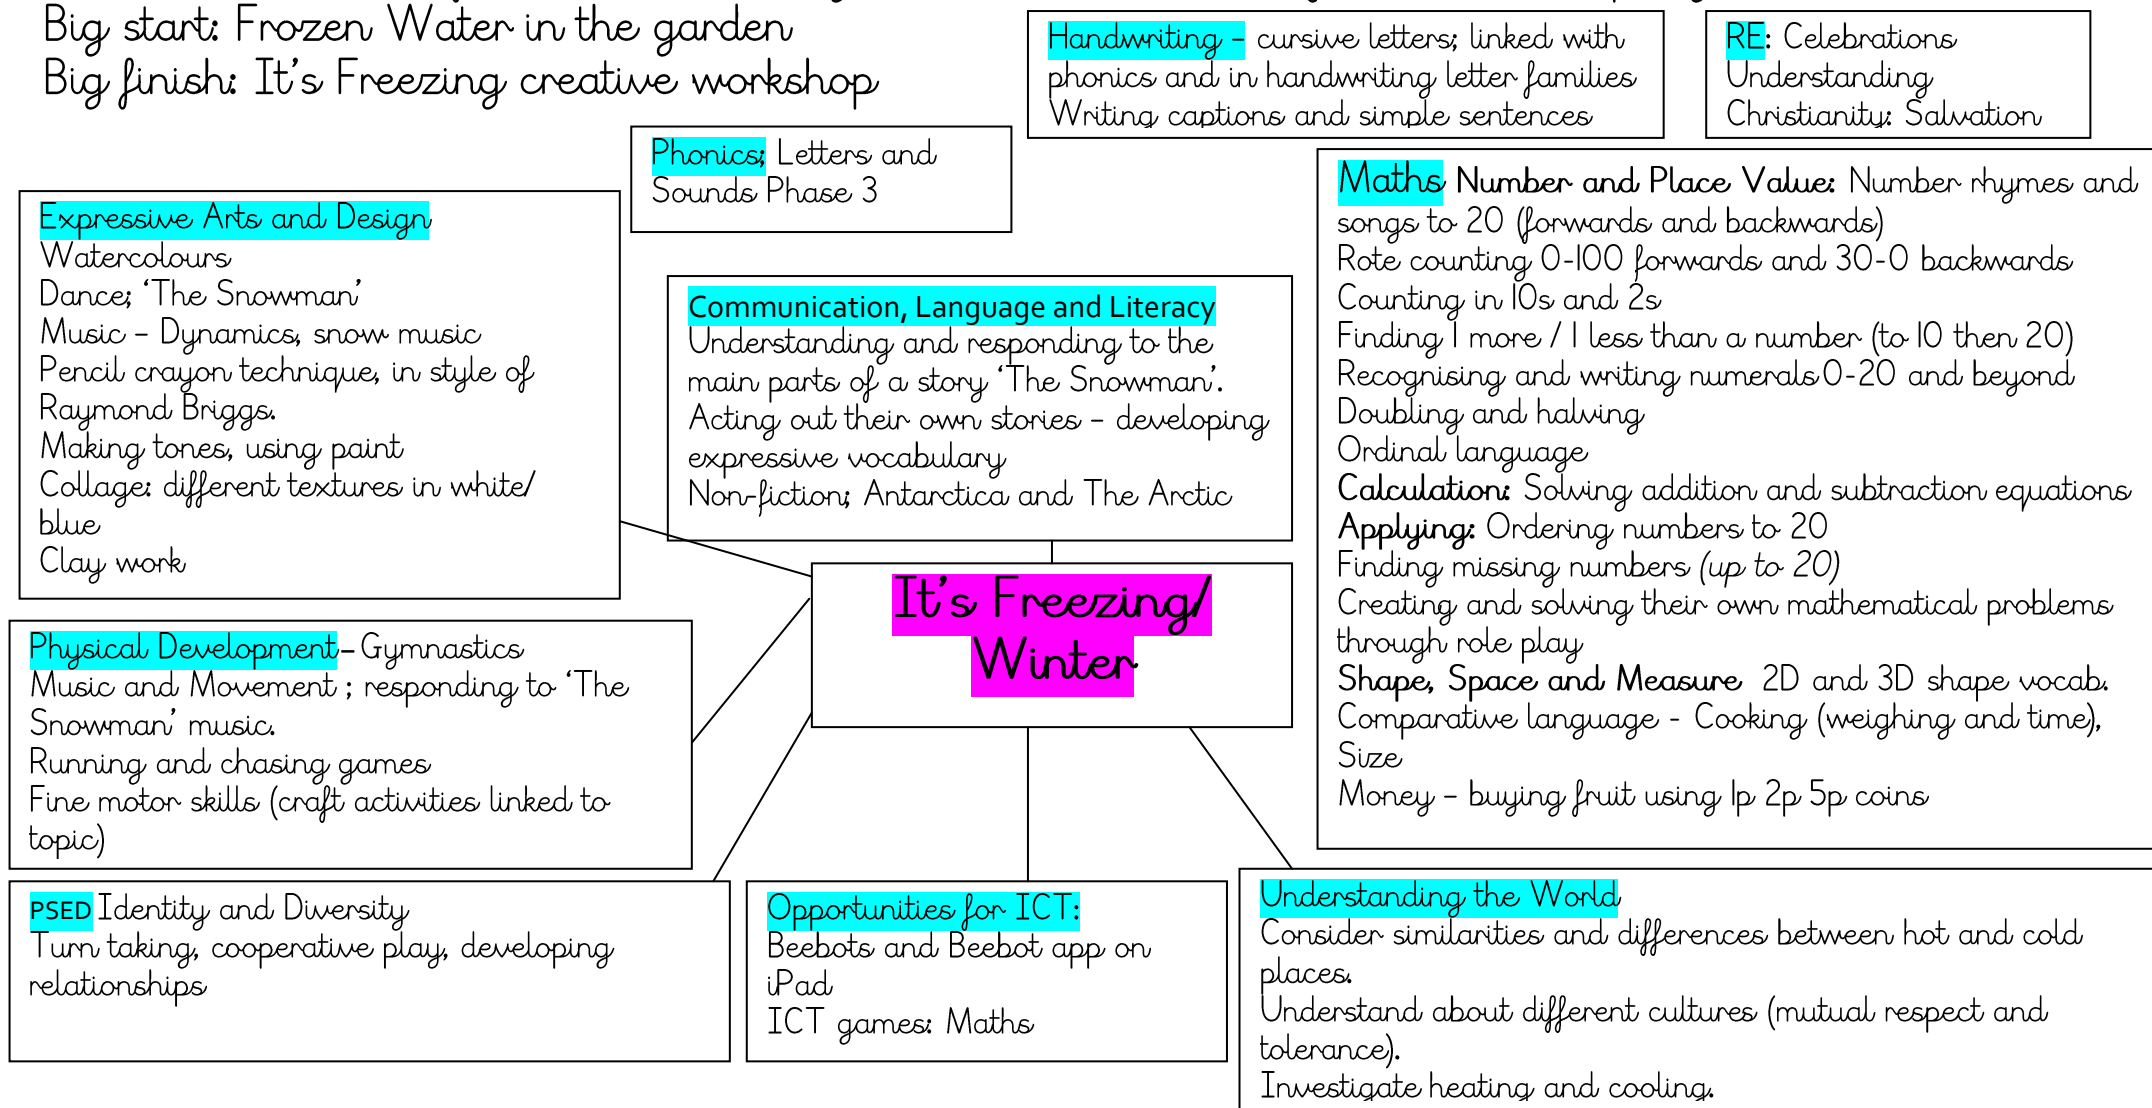 Big start: Frozen Water in the garden
Big finish: It's Freezing creative workshop
Handwriting – cursive letters; linked with
phonics and in handwriting letter families
Writing captions and simple sentences
RE: Celebrations
Understanding
Christianity: Salvation
Phonics; Letters and
Sounds Phase 3
Expressive Arts and Design
Watercolours
Dance; 'The Snowman'
Music – Dynamics, snow music
Pencil crayon technique, in style of
Raymond Briggs.
Making tones, using paint
Collage: different textures in white/
blue
Clay work
Communication, Language and Literacy
Understanding and responding to the
main parts of a story 'The Snowman'.
Acting out their own stories – developing
expressive vocabulary
Non-fiction; Antarctica and The Arctic
Maths Number and Place Value: Number rhymes and
songs to 20 (forwards and backwards)
Rote counting 0-100 forwards and 30-0 backwards
Counting in 10s and 2s
Finding 1 more / 1 less than a number (to 10 then 20)
Recognising and writing numerals 0-20 and beyond
Doubling and halving
Ordinal language
Calculation: Solving addition and subtraction equations
Applying: Ordering numbers to 20
Finding missing numbers (up to 20)
Creating and solving their own mathematical problems
through role play
Shape, Space and Measure 2D and 3D shape vocab.
Comparative language - Cooking (weighing and time),
Size
Money – buying fruit using 1p 2p 5p coins
It's Freezing/
Winter
Physical Development – Gymnastics
Music and Movement ; responding to 'The
Snowman' music.
Running and chasing games
Fine motor skills (craft activities linked to
topic)
PSED Identity and Diversity
Turn taking, cooperative play, developing
relationships
Opportunities for ICT:
Beebots and Beebot app on
iPad
ICT games: Maths
Understanding the World
Consider similarities and differences between hot and cold
places.
Understand about different cultures (mutual respect and
tolerance).
Investigate heating and cooling.